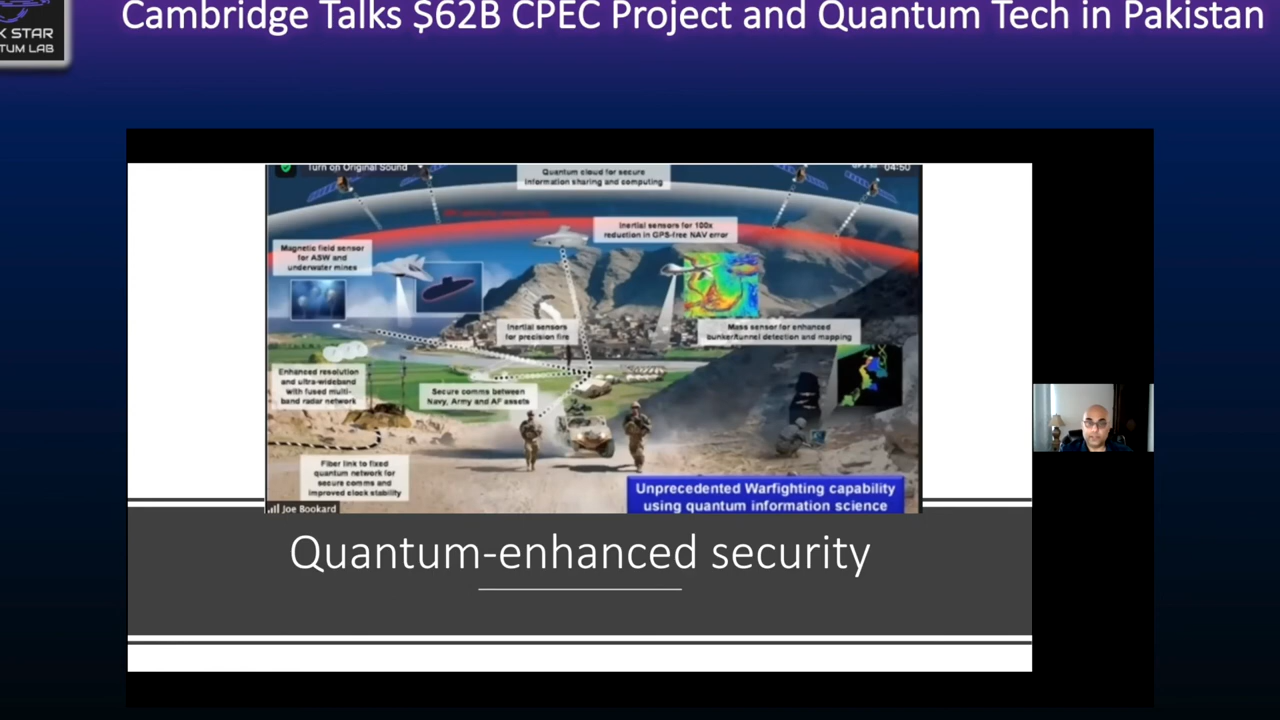 Cambridge Talks $62B CPEC Project and Quantum Tech in Pakistan
K STAR
TUM LAB
Turn on Original Sound
04:50
Quantum cloud for secure
information sharing and computing
Inertial sensors for 100x
reduction in GPS-free NAV error
Magnetic field sensor
for ASW and
underwater mines
Inertial sensors
for precision fire
Mass sensor for enhanced
bunker/tunnel detection and mapping
Enhanced resolution
and ultra-wideband
with fused multi-
band radar network
Secure comms between
Navy, Army and AF assets
Fiber link to fixed
quantum network for
secure comms and
improved clock stability
Unprecedented Warfighting capability
using quantum information science
Joe Bookard
Quantum-enhanced security